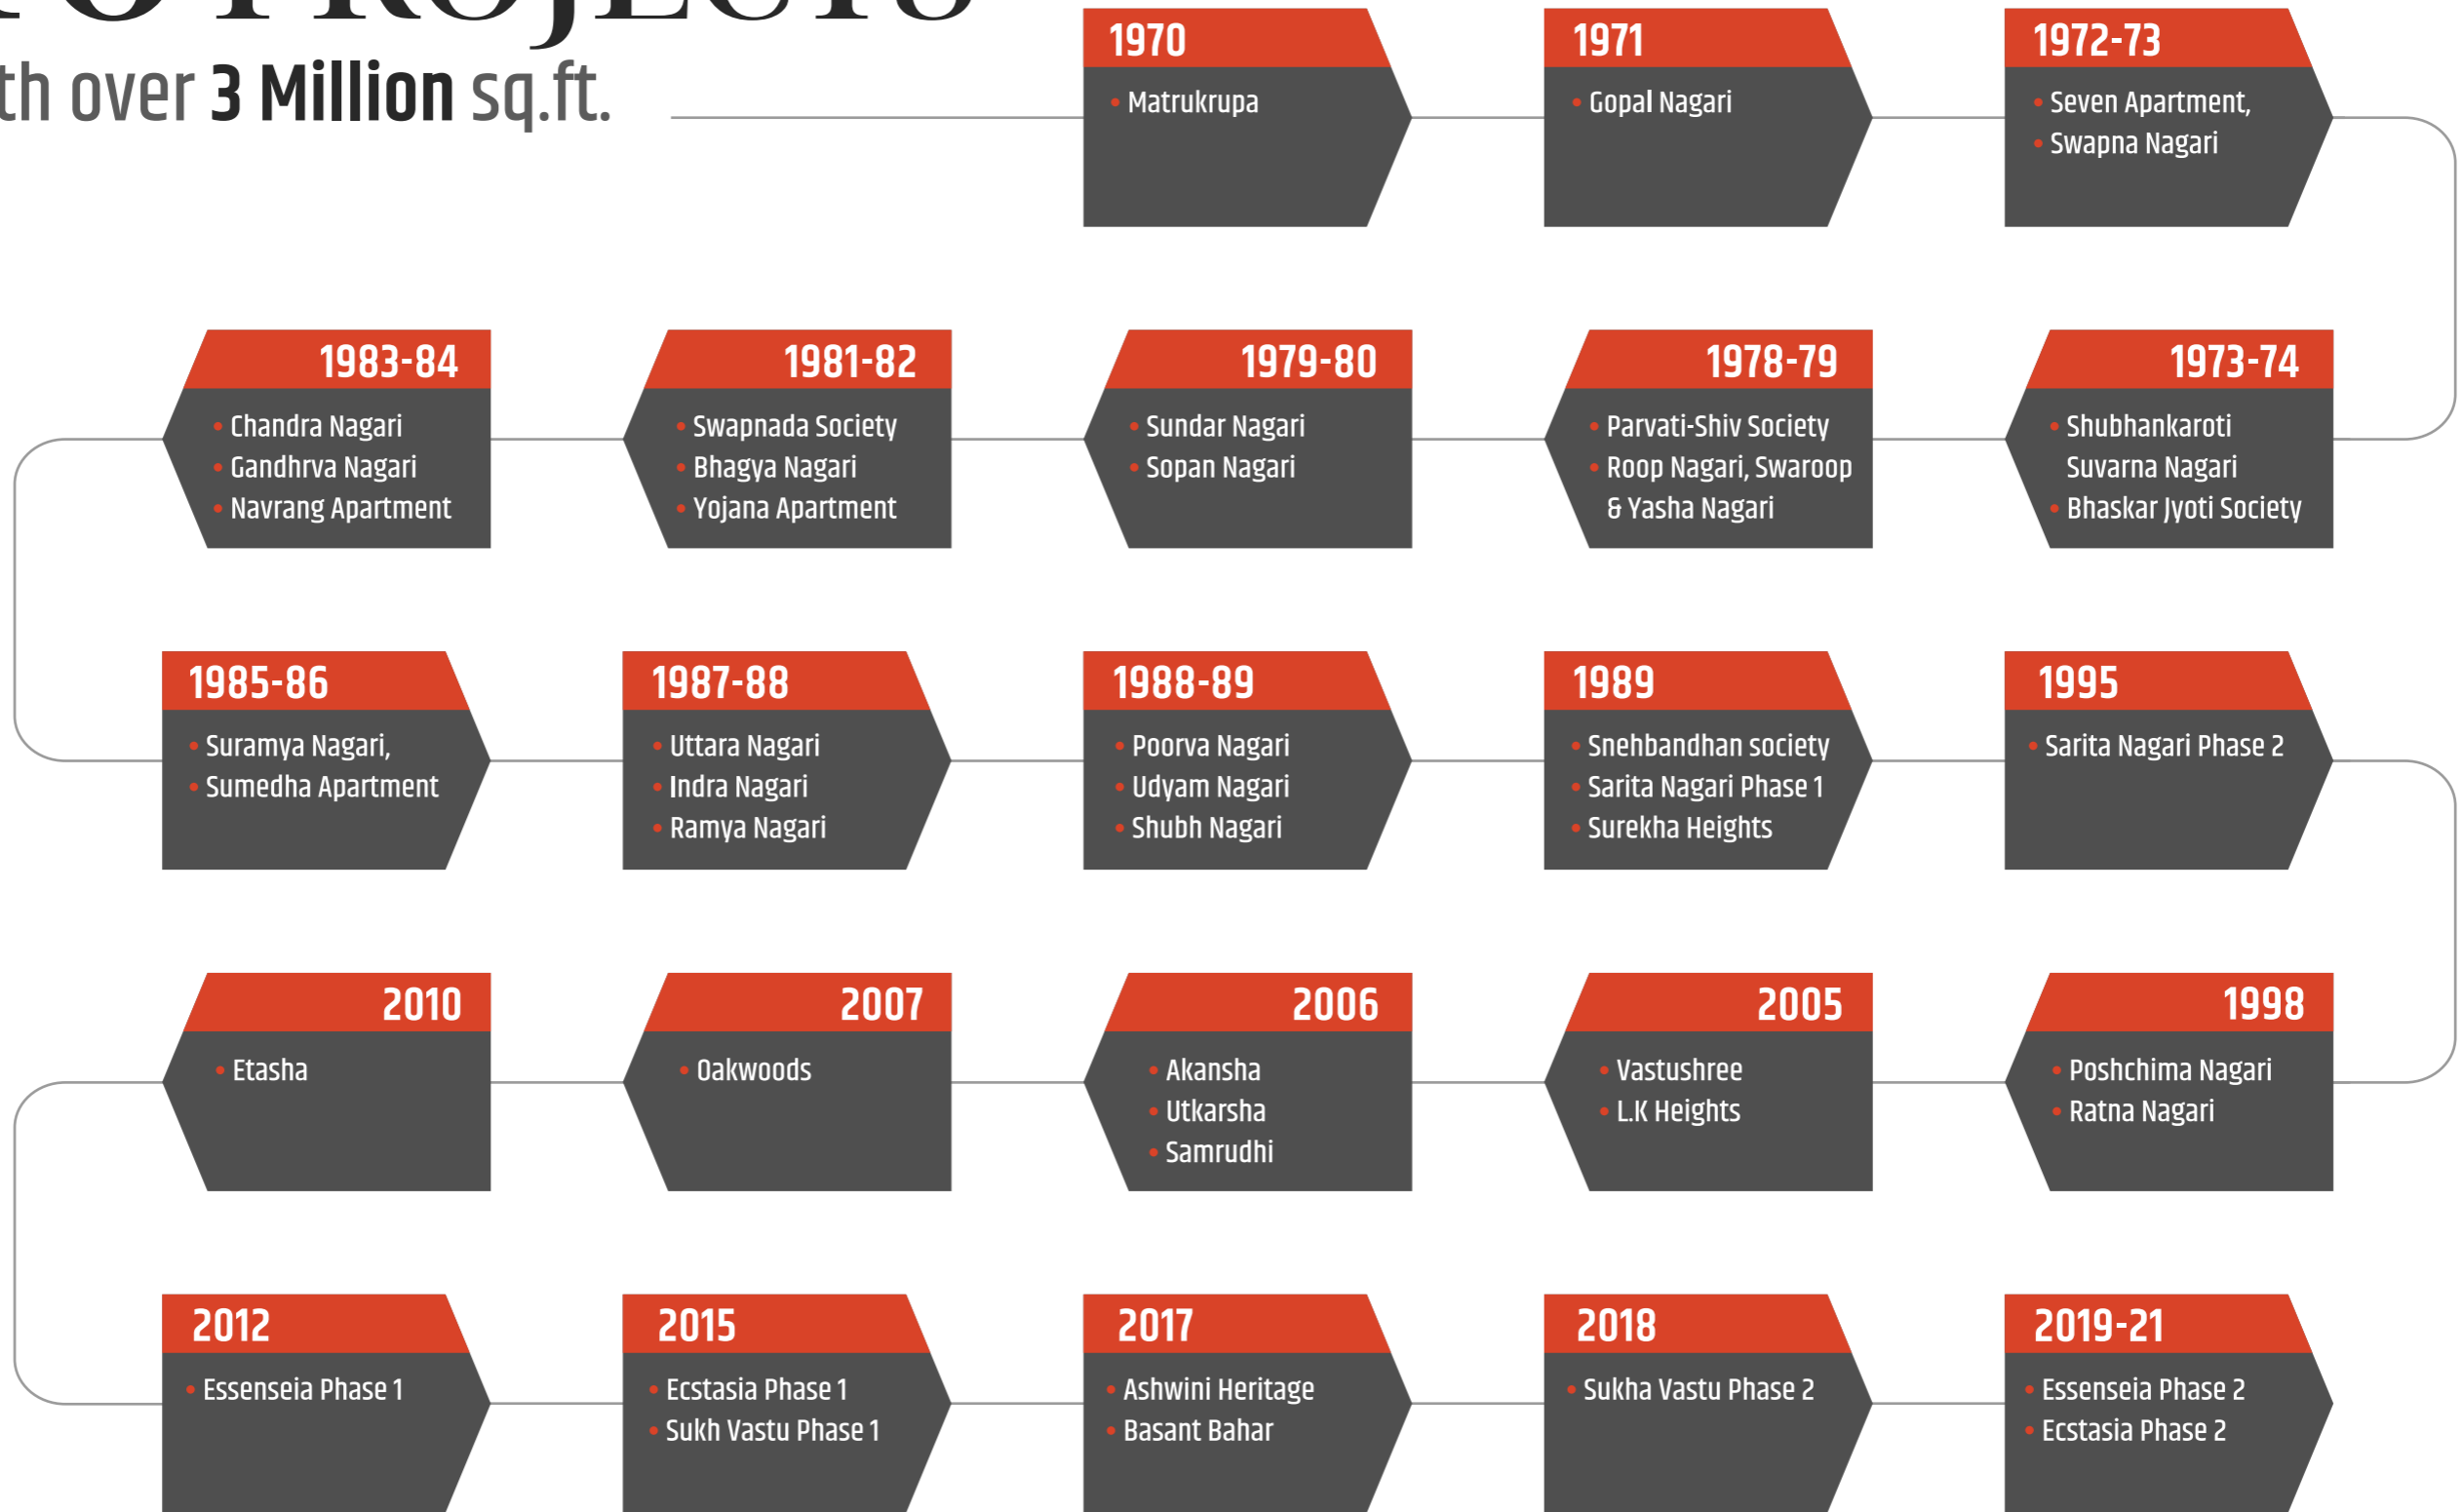 PROJECTS
th over 3 Million sq.ft.
1970
• Matrukrupa
1971
• Gopal Nagari
1972-73
• Seven Apartment,
• Swapna Nagari
1973-74
• Shubhankaroti
Suvarna Nagari
• Bhaskar Jyoti Society
1978-79
• Parvati-Shiv Society
• Roop Nagari, Swaroop
& Yasha Nagari
1979-80
• Sundar Nagari
• Sopan Nagari
1981-82
• Swapnada Society
• Bhagya Nagari
• Yojana Apartment
1983-84
• Chandra Nagari
• Gandhrva Nagari
• Navrang Apartment
1985-86
• Suramya Nagari,
• Sumedha Apartment
1987-88
• Uttara Nagari
• Indra Nagari
• Ramya Nagari
1988-89
• Poorva Nagari
• Udyam Nagari
• Shubh Nagari
1989
• Snehbandhan society
• Sarita Nagari Phase 1
• Surekha Heights
1995
• Sarita Nagari Phase 2
1998
• Poshchima Nagari
• Ratna Nagari
2005
• Vastushree
• L.K Heights
2006
• Akansha
• Utkarsha
• Samrudhi
2007
• Oakwoods
2010
• Etasha
2012
• Essenseia Phase 1
2015
• Ecstasia Phase 1
• Sukh Vastu Phase 1
2017
• Ashwini Heritage
• Basant Bahar
2018
• Sukha Vastu Phase 2
2019-21
• Essenseia Phase 2
• Ecstasia Phase 2